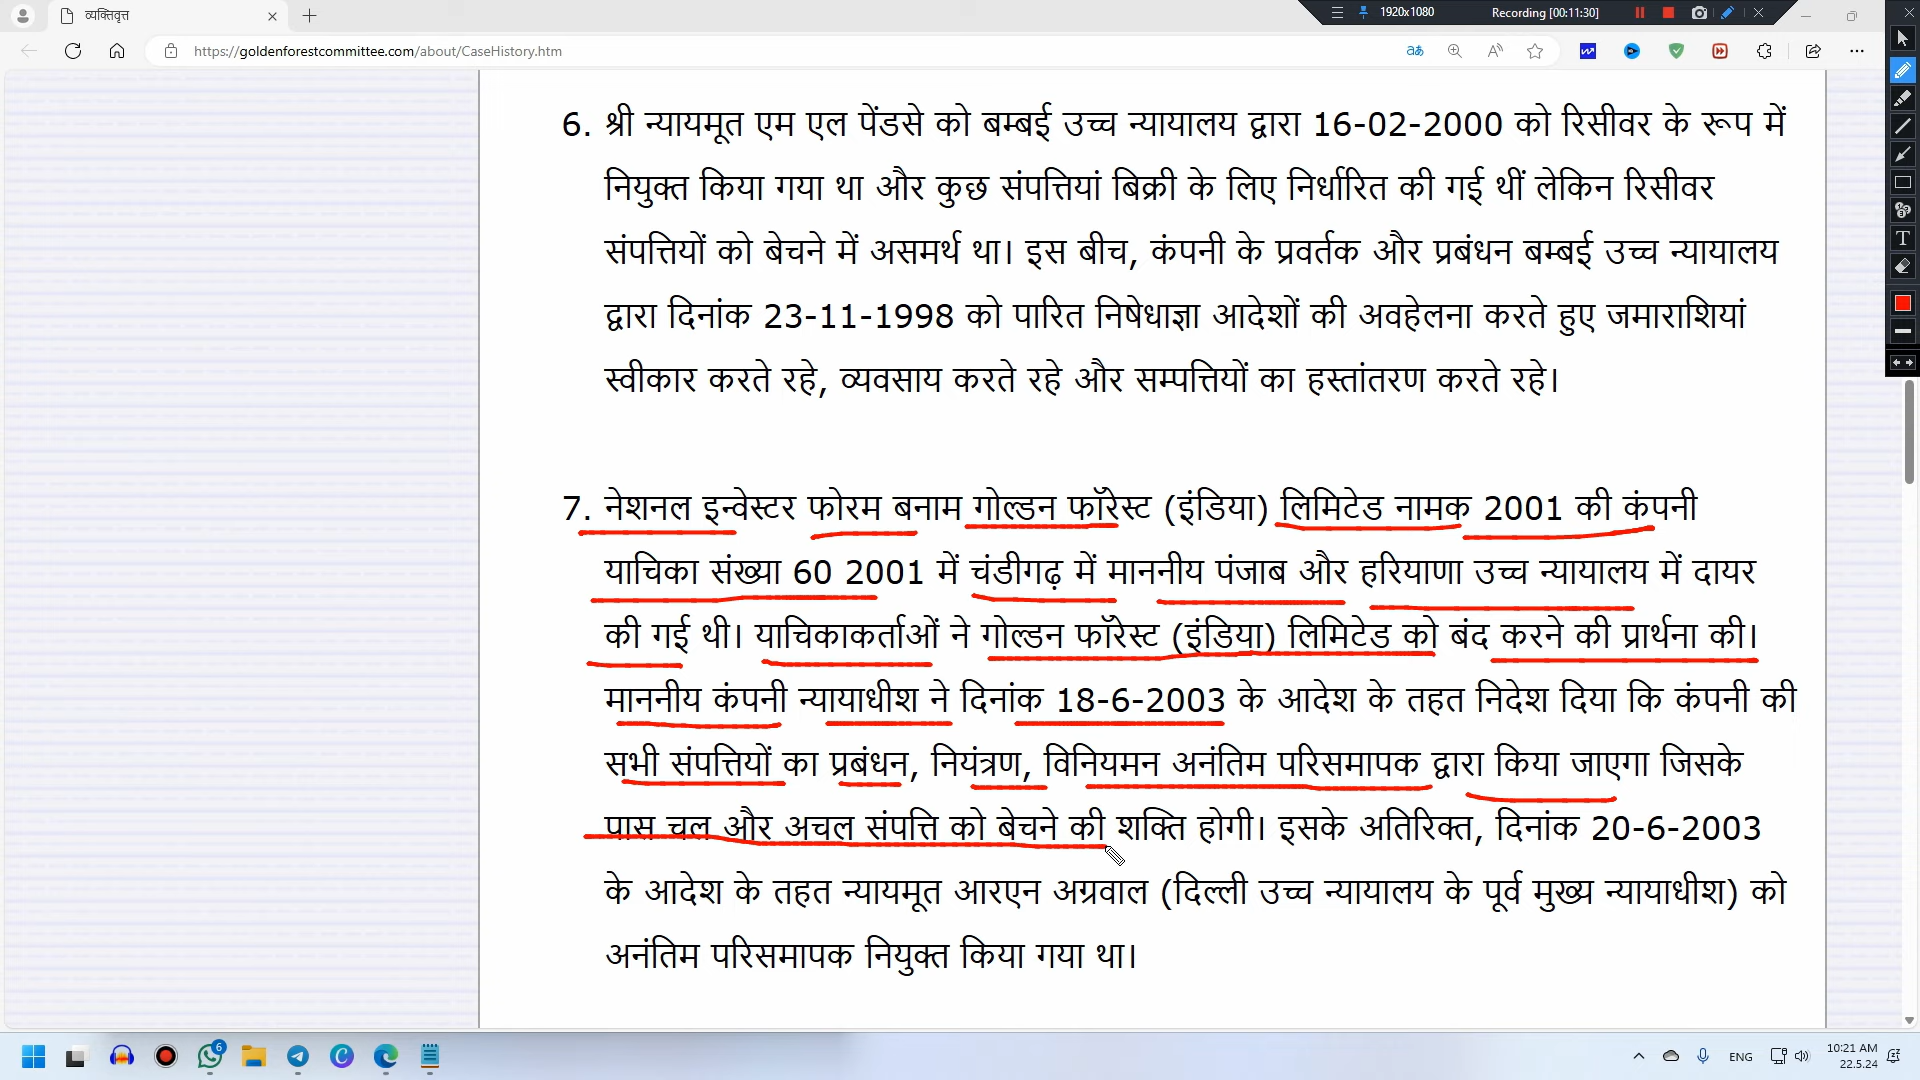 व्यक्तिवृत्त
1920x1080 Recording [00:11:30]
https://goldenforestcommittee.com/about/CaseHistory.htm
6. श्री न्यायमूत एम एल पेंडसे को बम्बई उच्च न्यायालय द्वारा 16-02-2000 को रिसीवर के रूप में
नियुक्त किया गया था और कुछ संपत्तियां बिक्री के लिए निर्धारित की गई थीं लेकिन रिसीवर
संपत्तियों को बेचने में असमर्थ था। इस बीच, कंपनी के प्रवर्तक और प्रबंधन बम्बई उच्च न्यायालय
द्वारा दिनांक 23-11-1998 को पारित निषेधाज्ञा आदेशों की अवहेलना करते हुए जमाराशियां
स्वीकार करते रहे, व्यवसाय करते रहे और सम्पत्तियों का हस्तांतरण करते रहे।
7. नेशनल इन्वेस्टर फोरम बनाम गोल्डन फॉरेस्ट (इंडिया) लिमिटेड नामक 2001 की कंपनी
याचिका संख्या 60 2001 में चंडीगढ़ में माननीय पंजाब और हरियाणा उच्च न्यायालय में दायर
की गई थी। याचिकाकर्ताओं ने गोल्डन फॉरेस्ट (इंडिया) लिमिटेड को बंद करने की प्रार्थना की।
माननीय कंपनी न्यायाधीश ने दिनांक 18-6-2003 के आदेश के तहत निदेश दिया कि कंपनी की
सभी संपत्तियों का प्रबंधन, नियंत्रण, विनियमन अनंतिम परिसमापक द्वारा किया जाएगा जिसके
पास चल और अचल संपत्ति को बेचने की शक्ति होगी। इसके अतिरिक्त, दिनांक 20-6-2003
के आदेश के तहत न्यायमूत आरएन अग्रवाल (दिल्ली उच्च न्यायालय के पूर्व मुख्य न्यायाधीश) को
अनंतिम परिसमापक नियुक्त किया गया था।
6
ENG
10:21 AM
22.5.24